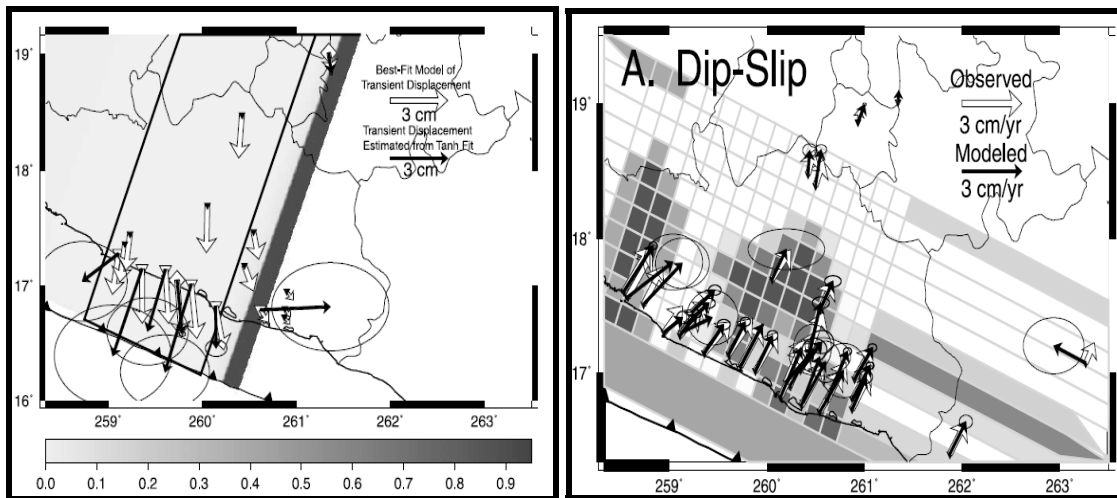 19°
18°
17°
16°
259°
260°
261°
262°
263°
Best-Fit Model of
Transient Displacement
3 cm
Transient Displacement
Estimated from Tanh Fit
3 cm
0.0 0.1 0.2 0.3 0.4 0.5 0.6 0.7 0.8 0.9
A. Dip-Slip
Observed
3 cm/yr
Modeled
3 cm/yr
19°
18°
17°
259°
260°
261°
262°
263°